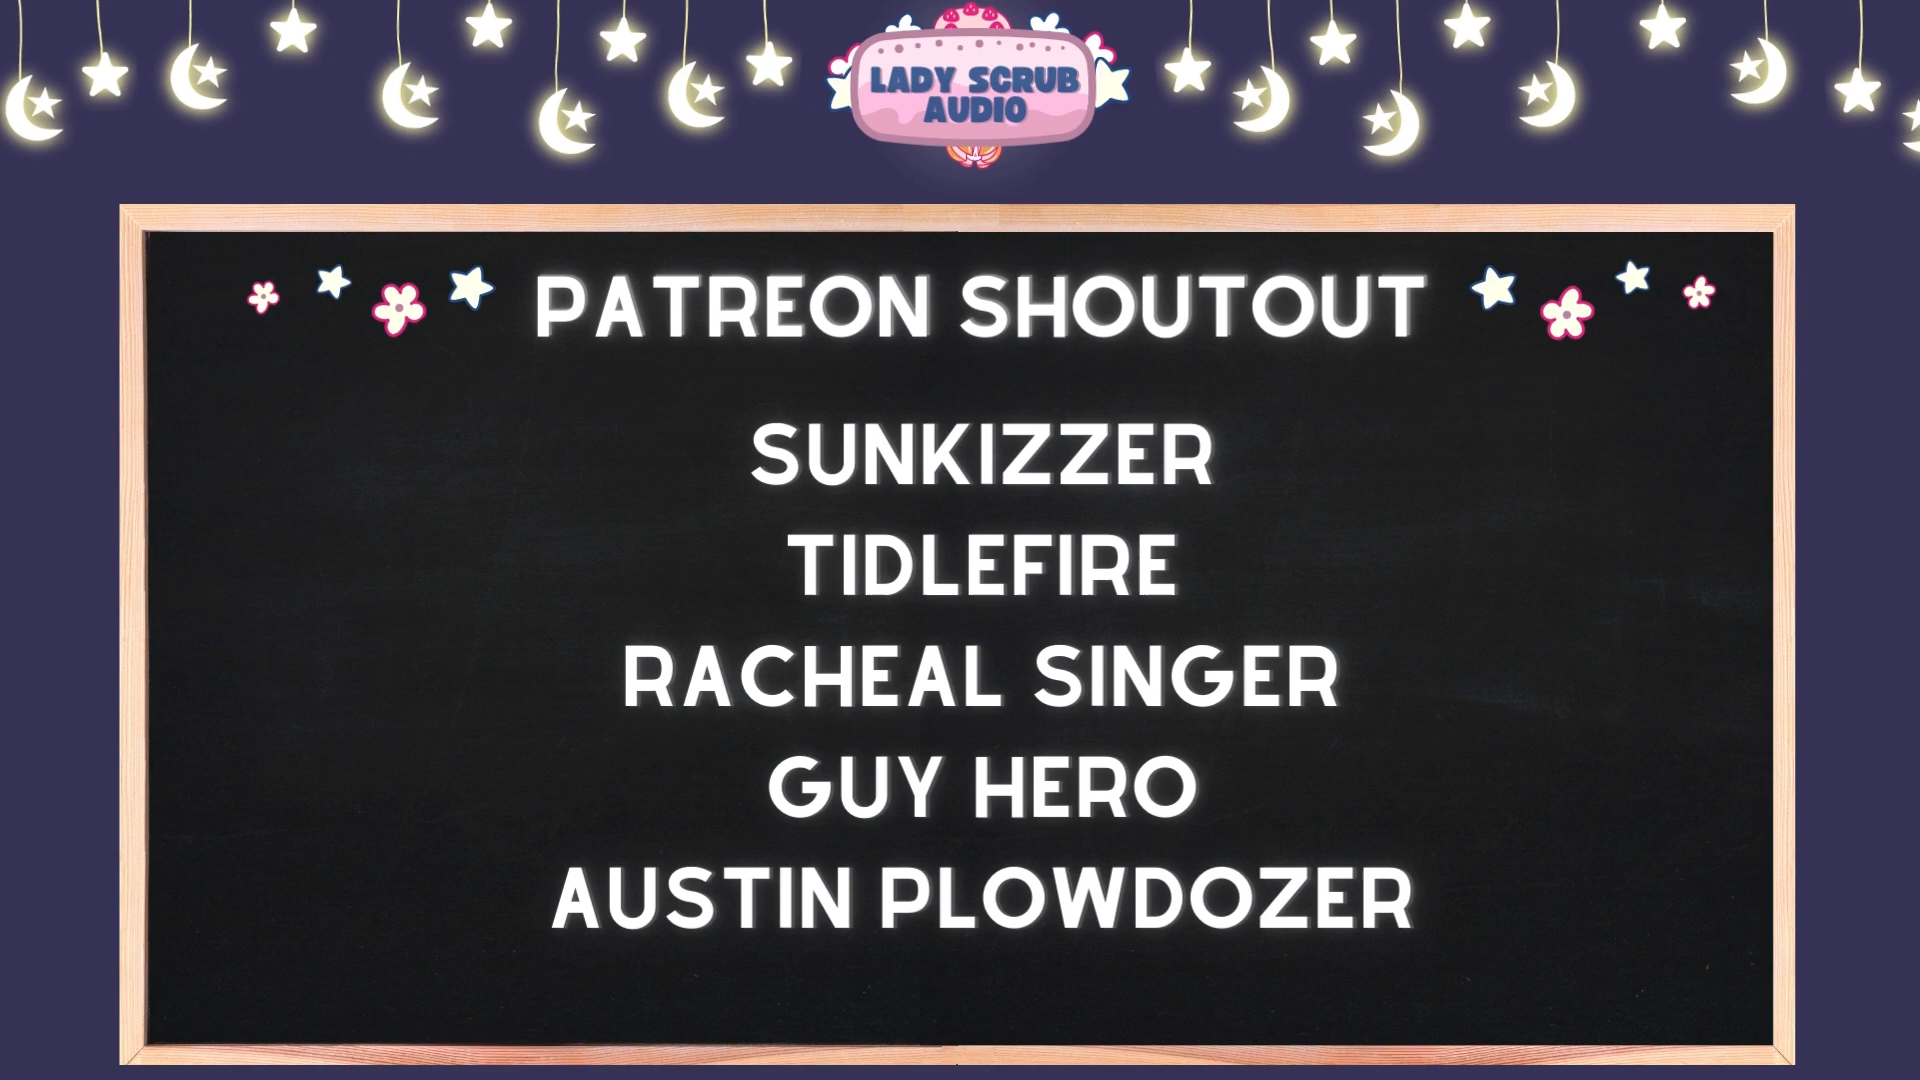 LADY SCRUB
AUDIO
PATREON SHOUTOUT
SUNKIZZER
TIDLEFIRE
RACHEAL SINGER
GUY HERO
AUSTIN PLOWDOZER